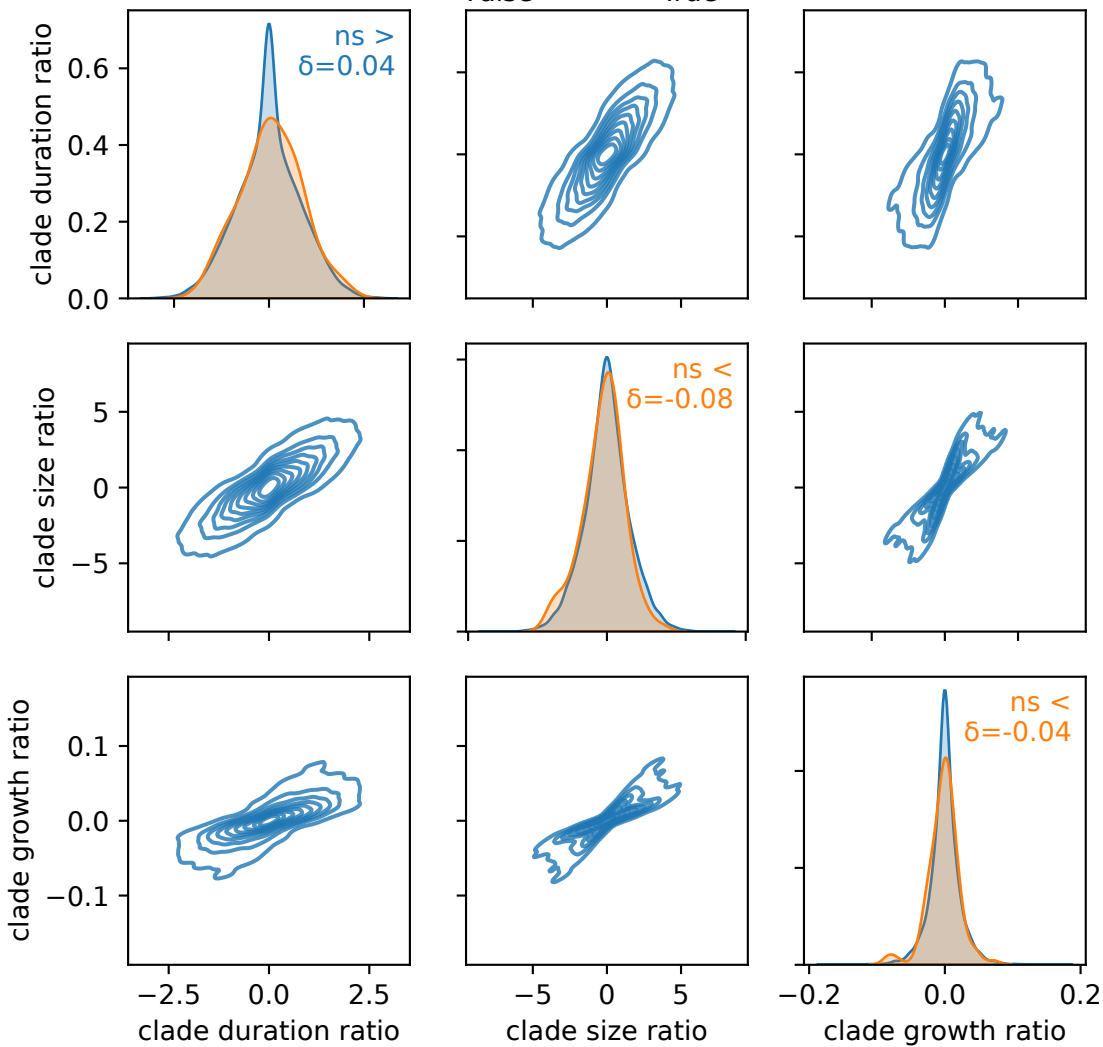 ns >
δ=0.04
clade duration ratio
0.6
0.4
0.2
0.0
ns <
δ=-0.08
clade size ratio
5
0
−5
ns <
δ=-0.04
clade growth ratio
0.1
0.0
−0.1
−2.5 0.0 2.5 −5 0 5 −0.2 0.0 0.2
clade duration ratio clade size ratio clade growth ratio